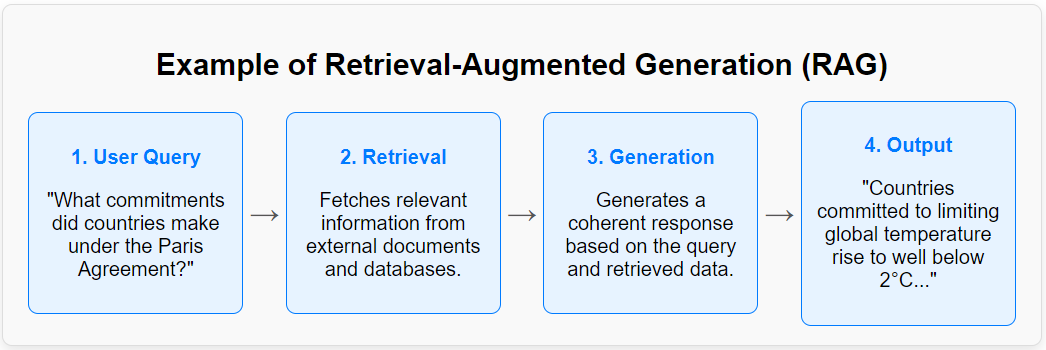 Example of Retrieval-Augmented Generation (RAG)
1. User Query
"What commitments
did countries make
under the Paris
Agreement?"
→
2. Retrieval
Fetches relevant
information from
external documents
and databases.
→
3. Generation
Generates a
coherent response
based on the query
and retrieved data.
→
4. Output
"Countries
committed to limiting
global temperature
rise to well below
2°C..."